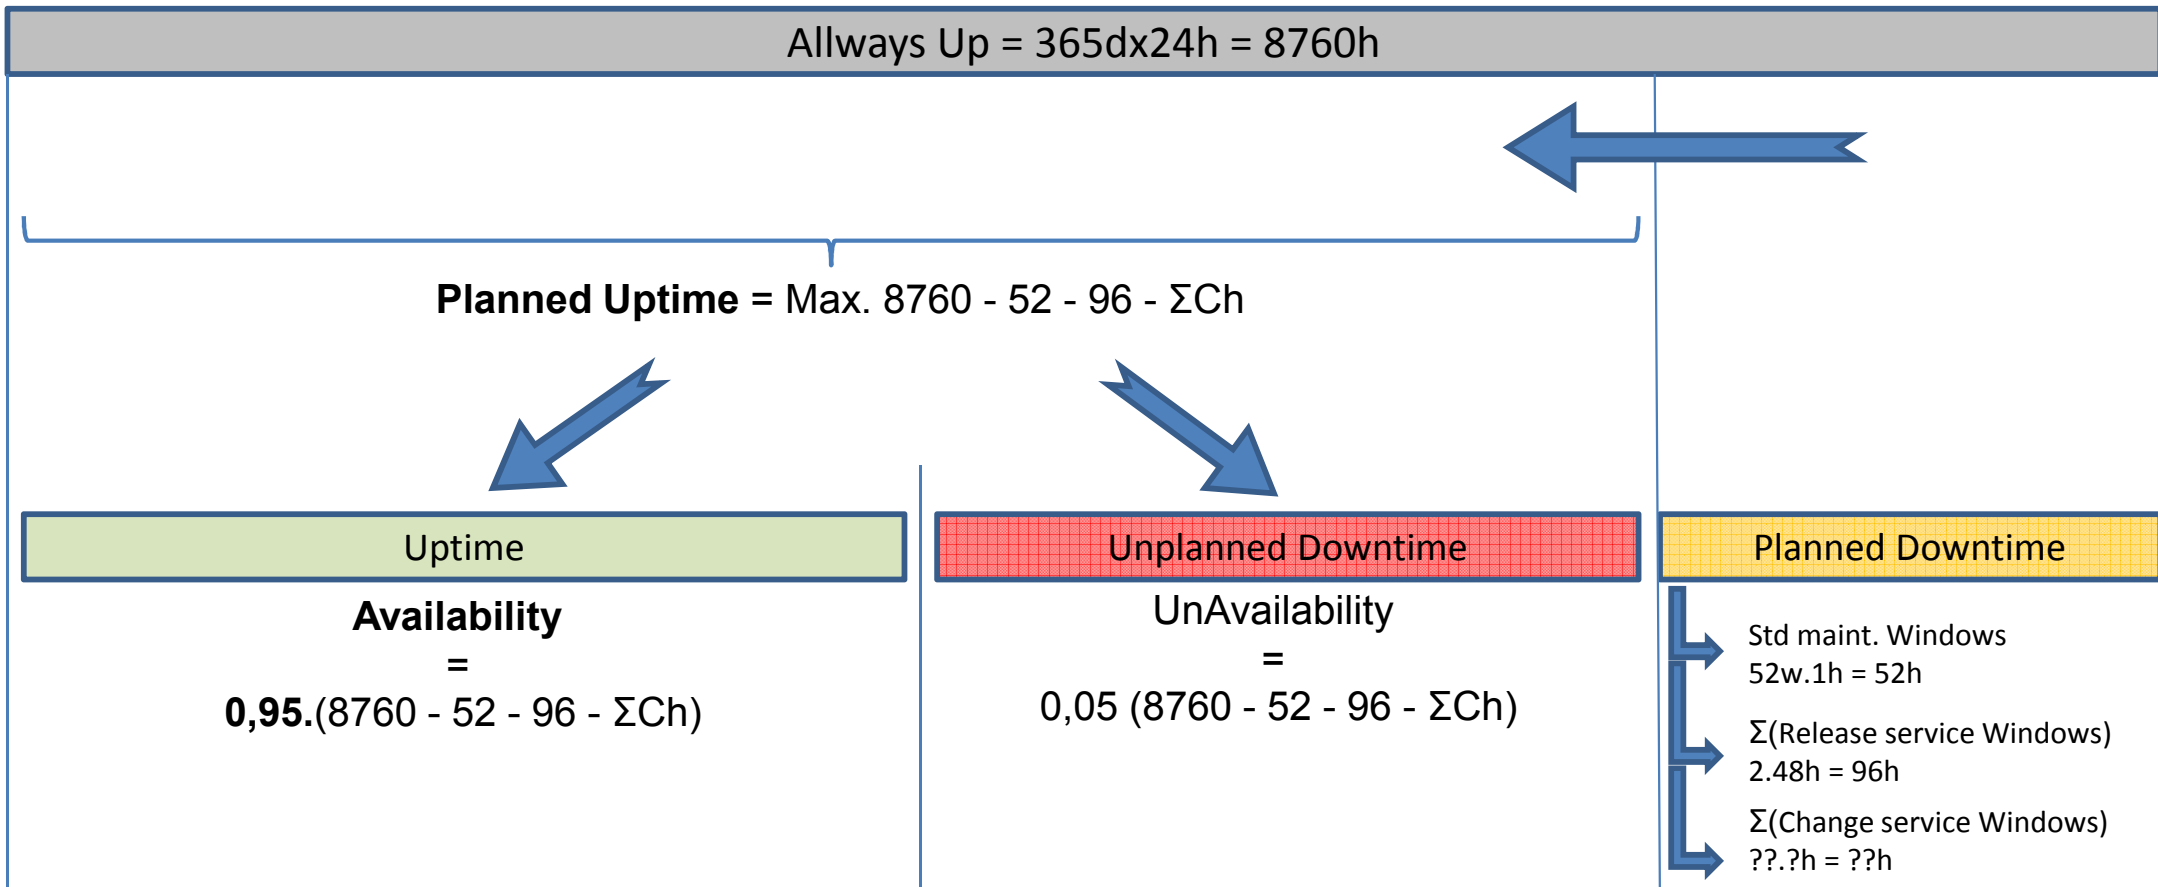 Allways Up = 365dx24h = 8760h
Planned Uptime = Max. 8760 - 52 - 96 - ΣCh
Uptime
Availability
=
0,95.(8760 - 52 - 96 - ΣCh)
Unplanned Downtime
UnAvailability
=
0,05 (8760 - 52 - 96 - ΣCh)
Planned Downtime
Std maint. Windows
52w.1h = 52h
Σ(Release service Windows)
2.48h = 96h
Σ(Change service Windows)
??.?h = ??h